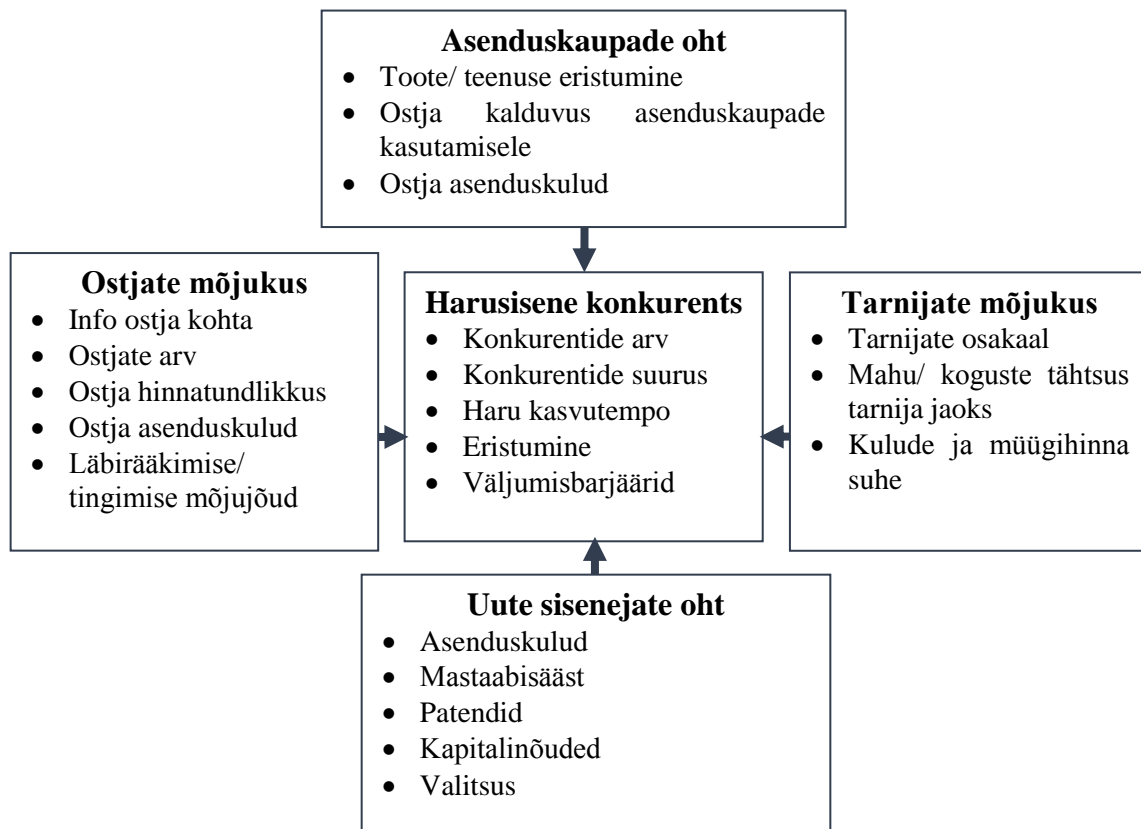 Asenduskaupade oht
• Toote/ teenuse eristumine
• Ostja kalduvus asenduskaupade
kasutamisele
• Ostja asenduskulud
Ostjate mõjukus
• Info ostja kohta
• Ostjate arv
• Ostja hinnatundlikkus
• Ostja asenduskulud
• Läbirääkimise/
tingimise mõjujõud
Harusisene konkurents
• Konkurentide arv
• Konkurentide suurus
• Haru kasvutempo
• Eristumine
• Väljumisbarjäärid
Tarnijate mõjukus
• Tarnijate osakaal
• Mahu/ koguste tähtsus
tarnija jaoks
• Kulude ja müügihinna
suhe
Uute sisenejate oht
• Asenduskulud
• Mastaabisääst
• Patendid
• Kapitalinõuded
• Valitsus